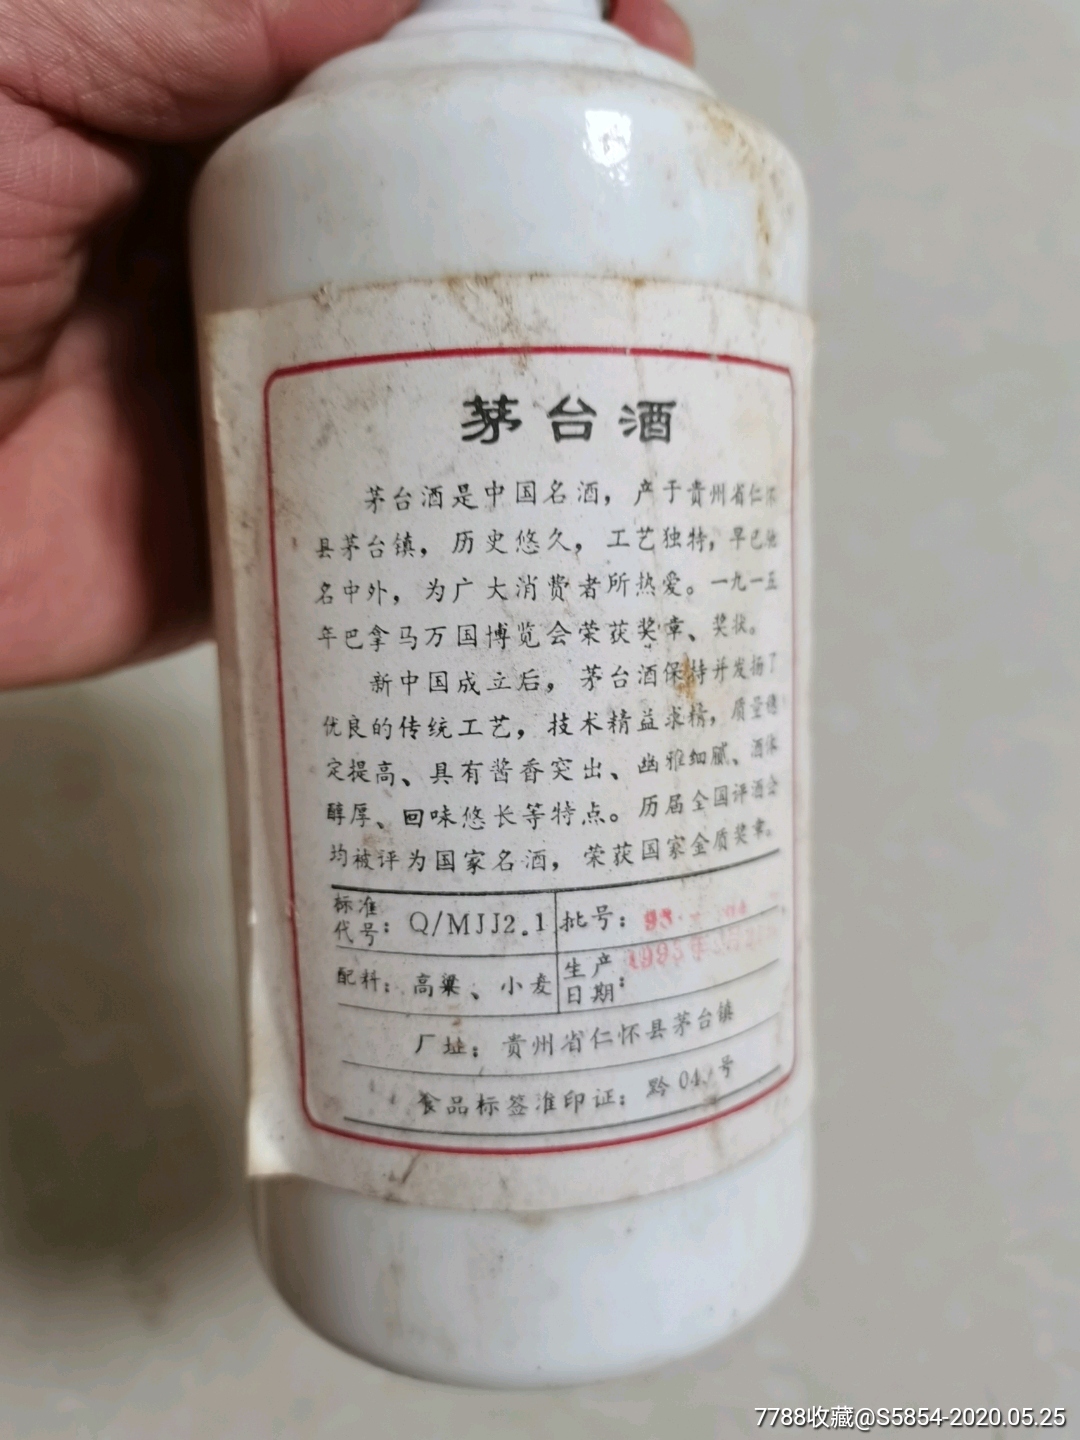 茅台酒
茅台酒是中国名酒，产于贵州省仁怀
县茅台镇，历史悠久，工艺独特，早已驰
名中外，为广大消费者所热爱。一九一五
年巴拿马万国博览会荣获奖章、奖状。
新中国成立后，茅台酒保持并发扬了
优良的传统工艺，技术精益求精，质量稳
定提高、具有酱香突出、幽雅细腻、酒体
醇厚、回味悠长等特点。历届全国评酒会
均被评为国家名酒，荣获国家金质奖章。
标准代号：Q/MJJ2.1 批号：
配料：高粱、小麦 生产日期：
厂址：贵州省仁怀县茅台镇
食品标签准印证：黔04 号
7788收藏@S5854-2020.05.25